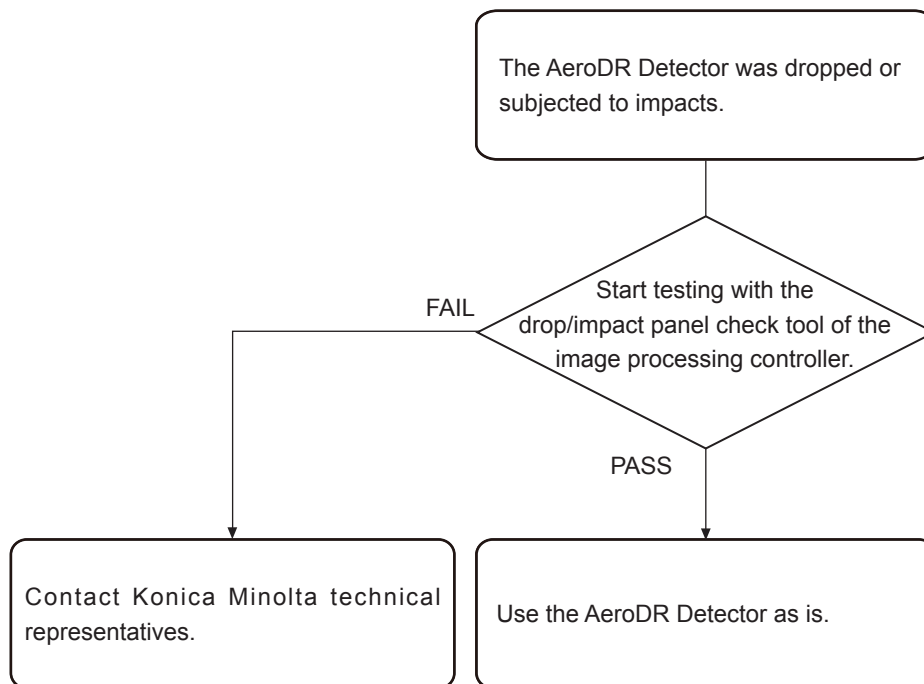 The AeroDR Detector was dropped or
subjected to impacts.
Start testing with the
drop/impact panel check tool of the
image processing controller.
FAIL
PASS
Contact Konica Minolta technical
representatives.
Use the AeroDR Detector as is.